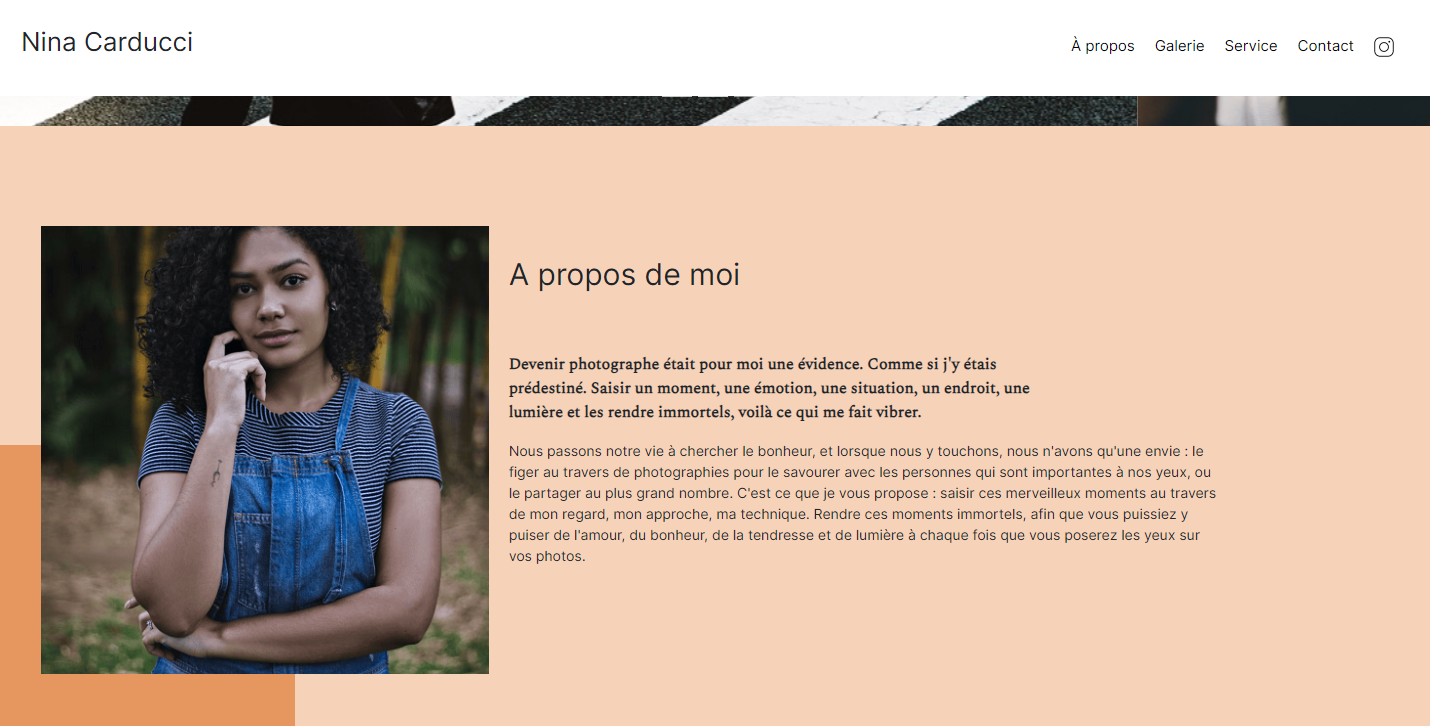 Nina Carducci
À propos Galerie Service Contact
A propos de moi
Devenir photographe était pour moi une évidence. Comme si j'y étais
prédestiné. Saisir un moment, une émotion, une situation, un endroit, une
lumière et les rendre immortels, voilà ce qui me fait vibrer.
Nous passons notre vie à chercher le bonheur, et lorsque nous y touchons, nous n'avons qu'une envie : le
figer au travers de photographies pour le savourer avec les personnes qui sont importantes à nos yeux, ou
le partager au plus grand nombre. C'est ce que je vous propose : saisir ces merveilleux moments au travers
de mon regard, mon approche, ma technique. Rendre ces moments immortels, afin que vous puissiez y
puiser de l'amour, du bonheur, de la tendresse et de lumière à chaque fois que vous poserez les yeux sur
vos photos.